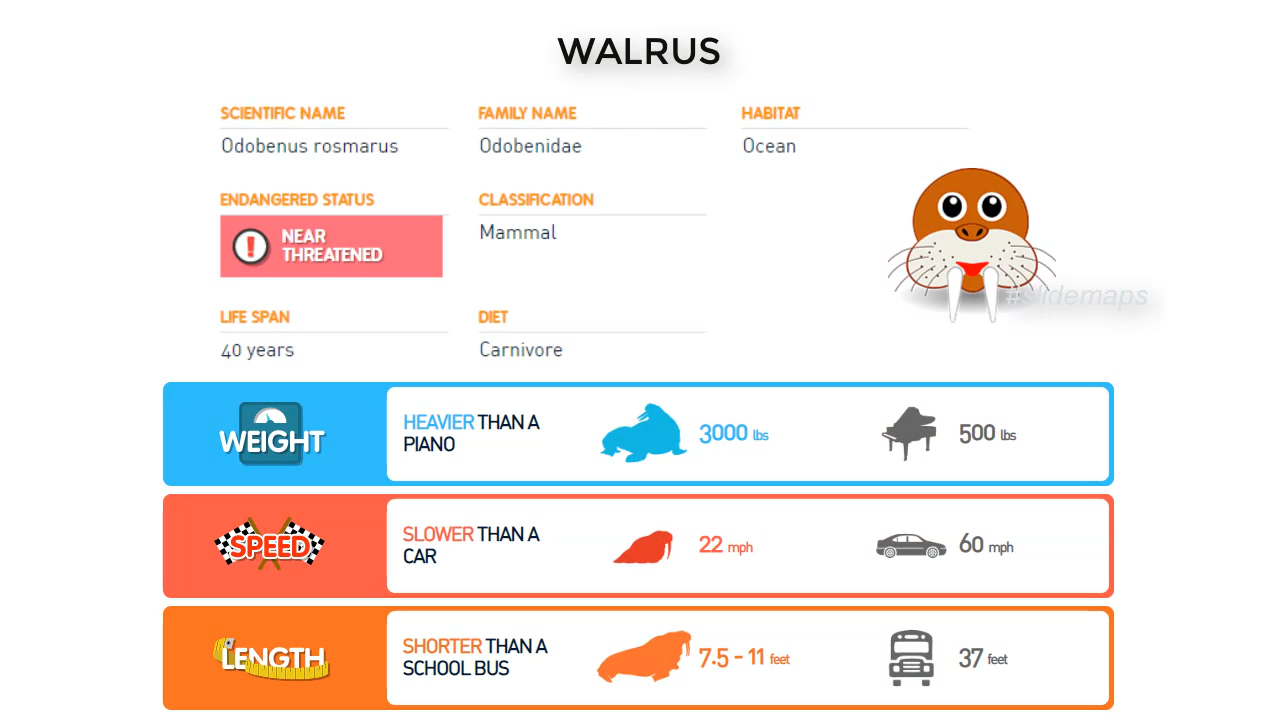 WALRUS
SCIENTIFIC NAME
Odobenus rosmarus
FAMILY NAME
Odobenidae
HABITAT
Ocean
ENDANGERED STATUS
NEAR
THREATENED
CLASSIFICATION
Mammal
#slidemaps
LIFE SPAN
40 years
DIET
Carnivore
WEIGHT
HEAVIER THAN A
PIANO
3000 lbs
500 lbs
SPEED
SLOWER THAN A
CAR
22 mph
60 mph
LENGTH
SHORTER THAN A
SCHOOL BUS
7.5 - 11 feet
37 feet